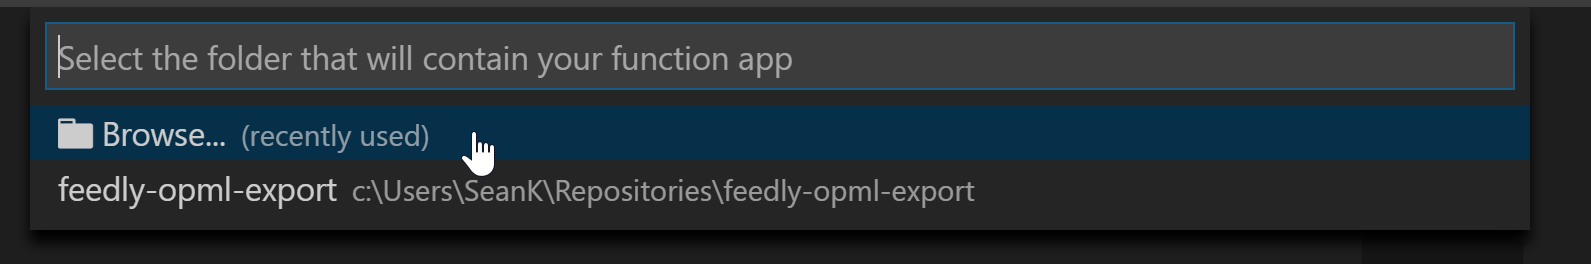 Select the folder that will contain your function app
Browse... (recently used)
feedly-opml-export c:\Users\SeanK\Repositories\feedly-opml-export